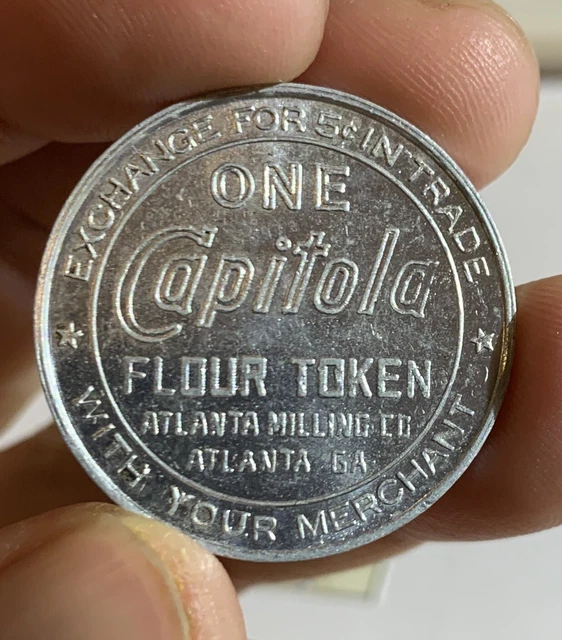 EXCHANGE FOR 5¢ IN TRADE
ONE
Capitola
FLOUR TOKEN
ATLANTA MILLING CO
ATLANTA GA
WITH YOUR MERCHANT